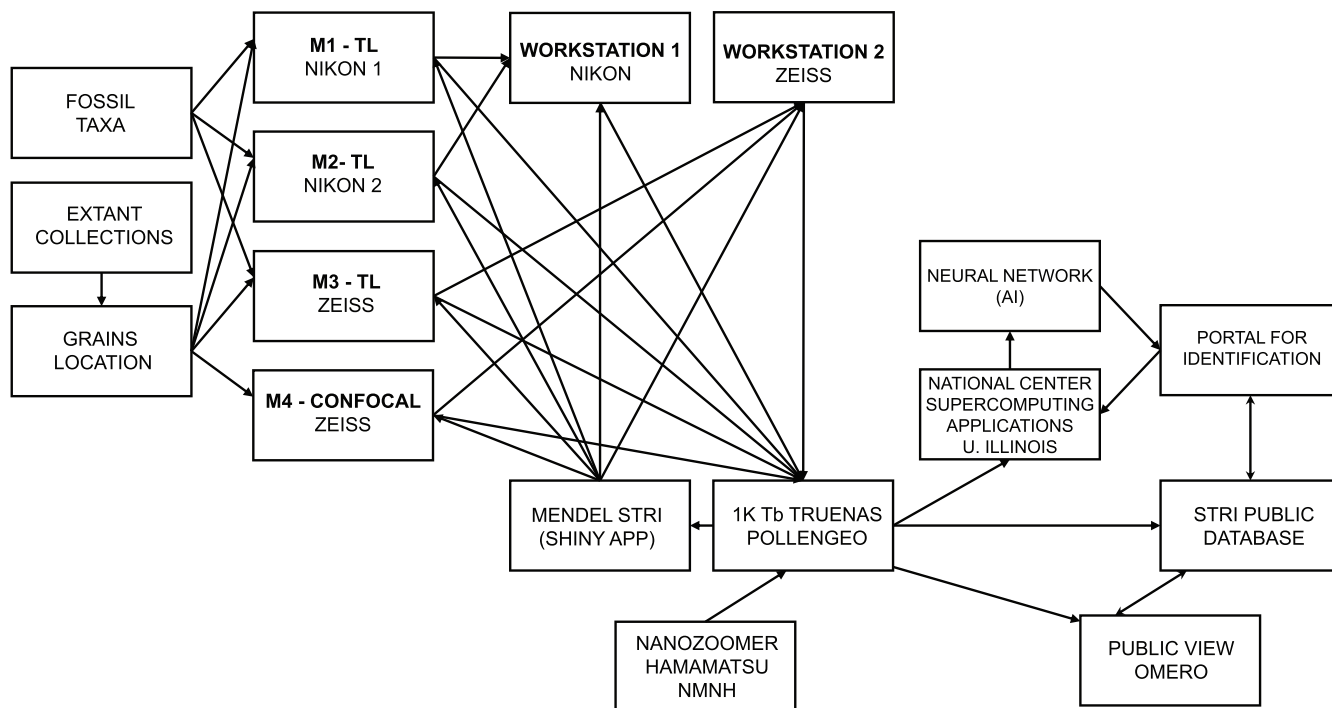 M1 - TL
NIKON 1
WORKSTATION 1
NIKON
WORKSTATION 2
ZEISS
FOSSIL
TAXA
M2- TL
NIKON 2
EXTANT
COLLECTIONS
M3 - TL
ZEISS
NEURAL NETWORK
(AI)
GRAINS
LOCATION
PORTAL FOR
IDENTIFICATION
M4 - CONFOCAL
ZEISS
NATIONAL CENTER
SUPERCOMPUTING
APPLICATIONS
U. ILLINOIS
MENDEL STRI
(SHINY APP)
1K Tb TRUENAS
POLLENGEO
STRI PUBLIC
DATABASE
NANOZOOMER
HAMAMATSU
NMNH
PUBLIC VIEW
OMERO